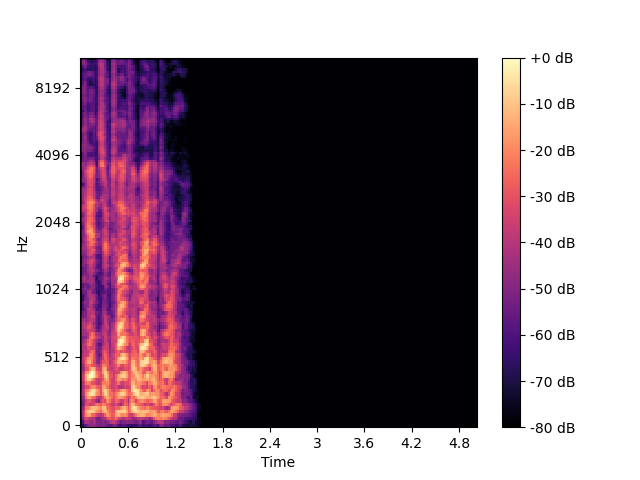 8192
4096
2048
1024
512
0
Hz
0 0.6 1.2 1.8 2.4 3 3.6 4.2 4.8
Time
+0 dB
-10 dB
-20 dB
-30 dB
-40 dB
-50 dB
-60 dB
-70 dB
-80 dB